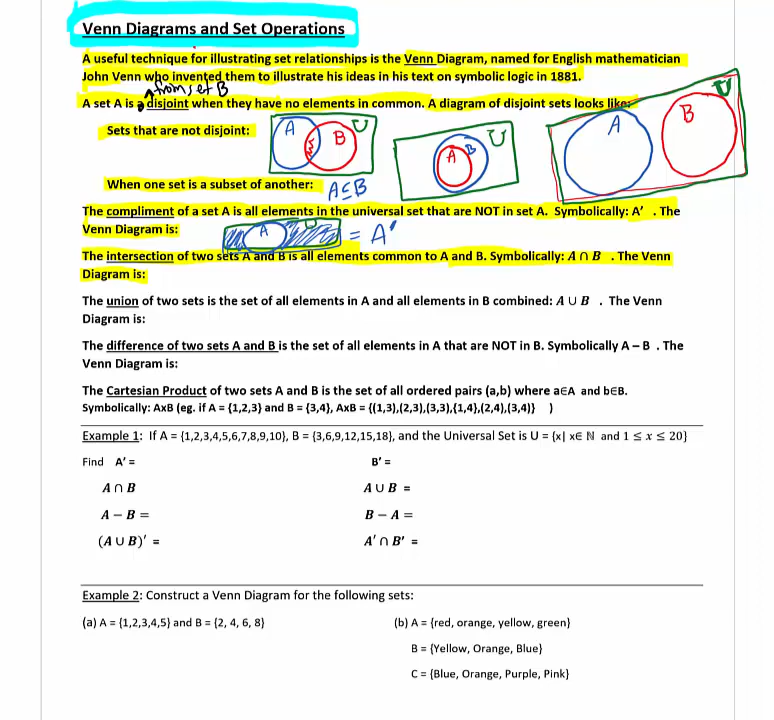 Venn Diagrams and Set Operations
A useful technique for illustrating set relationships is the Venn Diagram, named for English mathematician
John Venn who invented them to illustrate his ideas in his text on symbolic logic in 1881.
from set B
A set A is disjoint when they have no elements in common. A diagram of disjoint sets looks like:
U
A
B
Sets that are not disjoint:
A
B
U
A
B
U
When one set is a subset of another: A⊆B
The compliment of a set A is all elements in the universal set that are NOT in set A. Symbolically: A′ . The
Venn Diagram is:
A
U
= A′
The intersection of two sets A and B is all elements common to A and B. Symbolically: A ∩ B . The Venn
Diagram is:
The union of two sets is the set of all elements in A and all elements in B combined: A ∪ B . The Venn
Diagram is:
The difference of two sets A and B is the set of all elements in A that are NOT in B. Symbolically A – B . The
Venn Diagram is:
The Cartesian Product of two sets A and B is the set of all ordered pairs (a,b) where a∈A and b∈B.
Symbolically: AxB (eg. if A = {1,2,3} and B = {3,4}, AxB = {(1,3),(2,3),(3,3),{1,4},(2,4),(3,4)} )
Example 1: If A = {1,2,3,4,5,6,7,8,9,10}, B = {3,6,9,12,15,18}, and the Universal Set is U = {x| x∈ ℕ and 1 ≤ x ≤ 20}
Find A′ = B′ =
A ∩ B A ∪ B =
A − B = B − A =
(A ∪ B)′ = A′ ∩ B′ =
Example 2: Construct a Venn Diagram for the following sets:
(a) A = {1,2,3,4,5} and B = {2, 4, 6, 8} (b) A = {red, orange, yellow, green}
B = {Yellow, Orange, Blue}
C = {Blue, Orange, Purple, Pink}